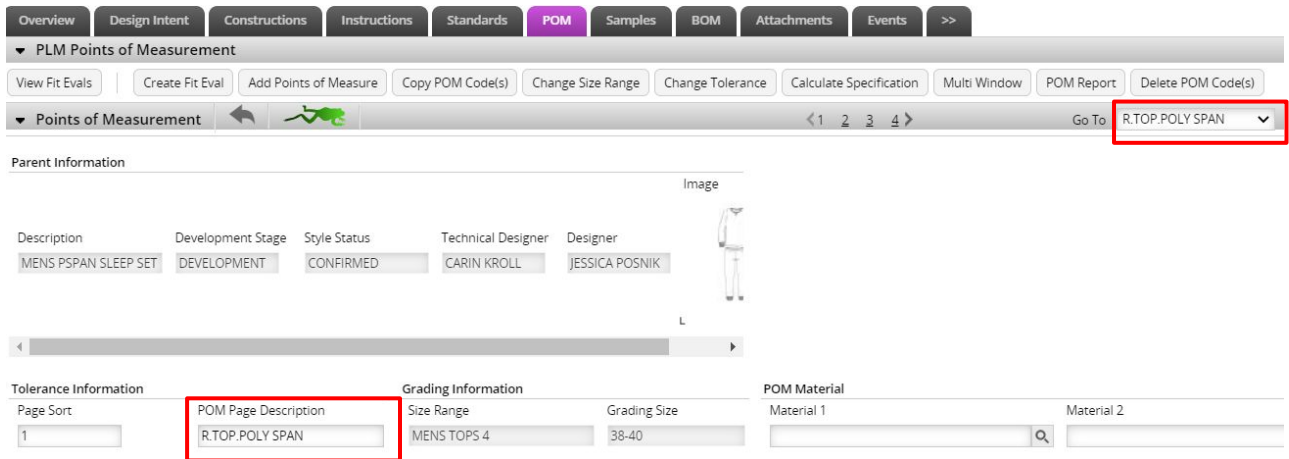 Overview Design Intent Constructions Instructions Standards POM Samples BOM Attachments Events >>
PLM Points of Measurement
View Fit Evals Create Fit Eval Add Points of Measure Copy POM Code(s) Change Size Range Change Tolerance Calculate Specification Multi Window POM Report Delete POM Code(s)
Points of Measurement 1 2 3 4 Go To R.TOP.POLY SPAN
Parent Information
Image
Description Development Stage Style Status Technical Designer Designer
MENS PSPAN SLEEP SET DEVELOPMENT CONFIRMED CARIN KROLL JESSICA POSNIK
L
Tolerance Information Grading Information POM Material
Page Sort POM Page Description Size Range Grading Size Material 1 Material 2
1 R.TOP.POLY SPAN MENS TOPS 4 38-40